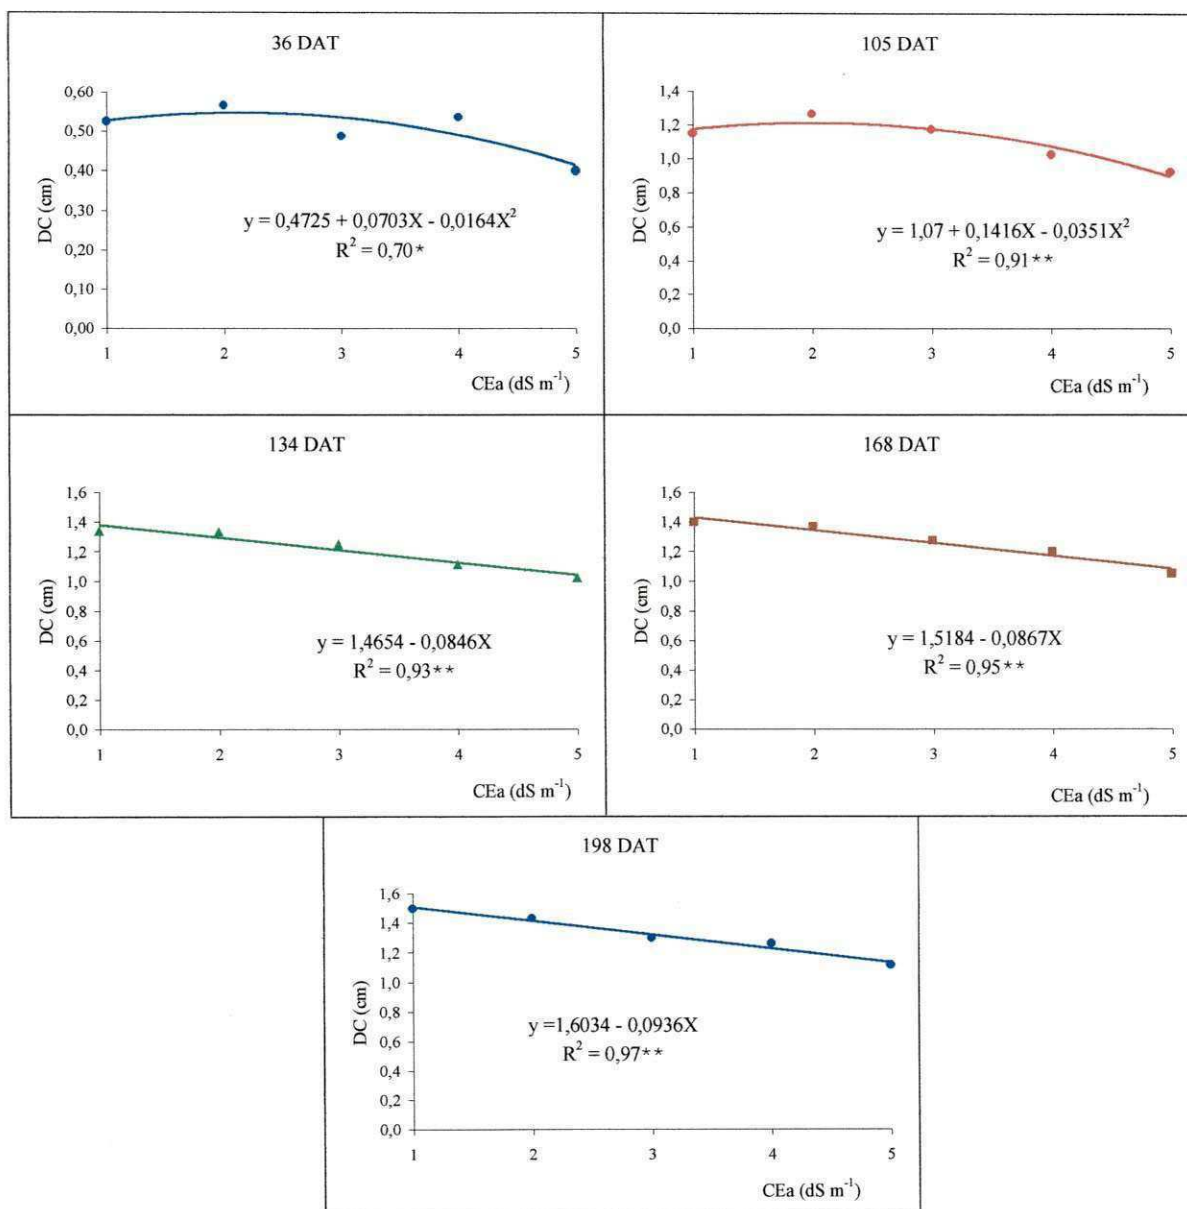 36 DAT
0,60
0,50
0,40
0,30
0,20
0,10
0,00
DC (cm)
y = 0,4725 + 0,0703X - 0,0164X²
R² = 0,70*
1 2 3 4 5
CEa (dS m⁻¹)
105 DAT
1,4
1,2
1,0
0,8
0,6
0,4
0,2
0,0
DC (cm)
y = 1,07 + 0,1416X - 0,0351X²
R² = 0,91**
1 2 3 4 5
CEa (dS m⁻¹)
134 DAT
1,6
1,4
1,2
1,0
0,8
0,6
0,4
0,2
0,0
DC (cm)
y = 1,4654 - 0,0846X
R² = 0,93**
1 2 3 4 5
CEa (dS m⁻¹)
168 DAT
1,6
1,4
1,2
1,0
0,8
0,6
0,4
0,2
0,0
DC (cm)
y = 1,5184 - 0,0867X
R² = 0,95**
1 2 3 4 5
CEa (dS m⁻¹)
198 DAT
1,6
1,4
1,2
1,0
0,8
0,6
0,4
0,2
0,0
DC (cm)
y =1,6034 - 0,0936X
R² = 0,97**
1 2 3 4 5
CEa (dS m⁻¹)